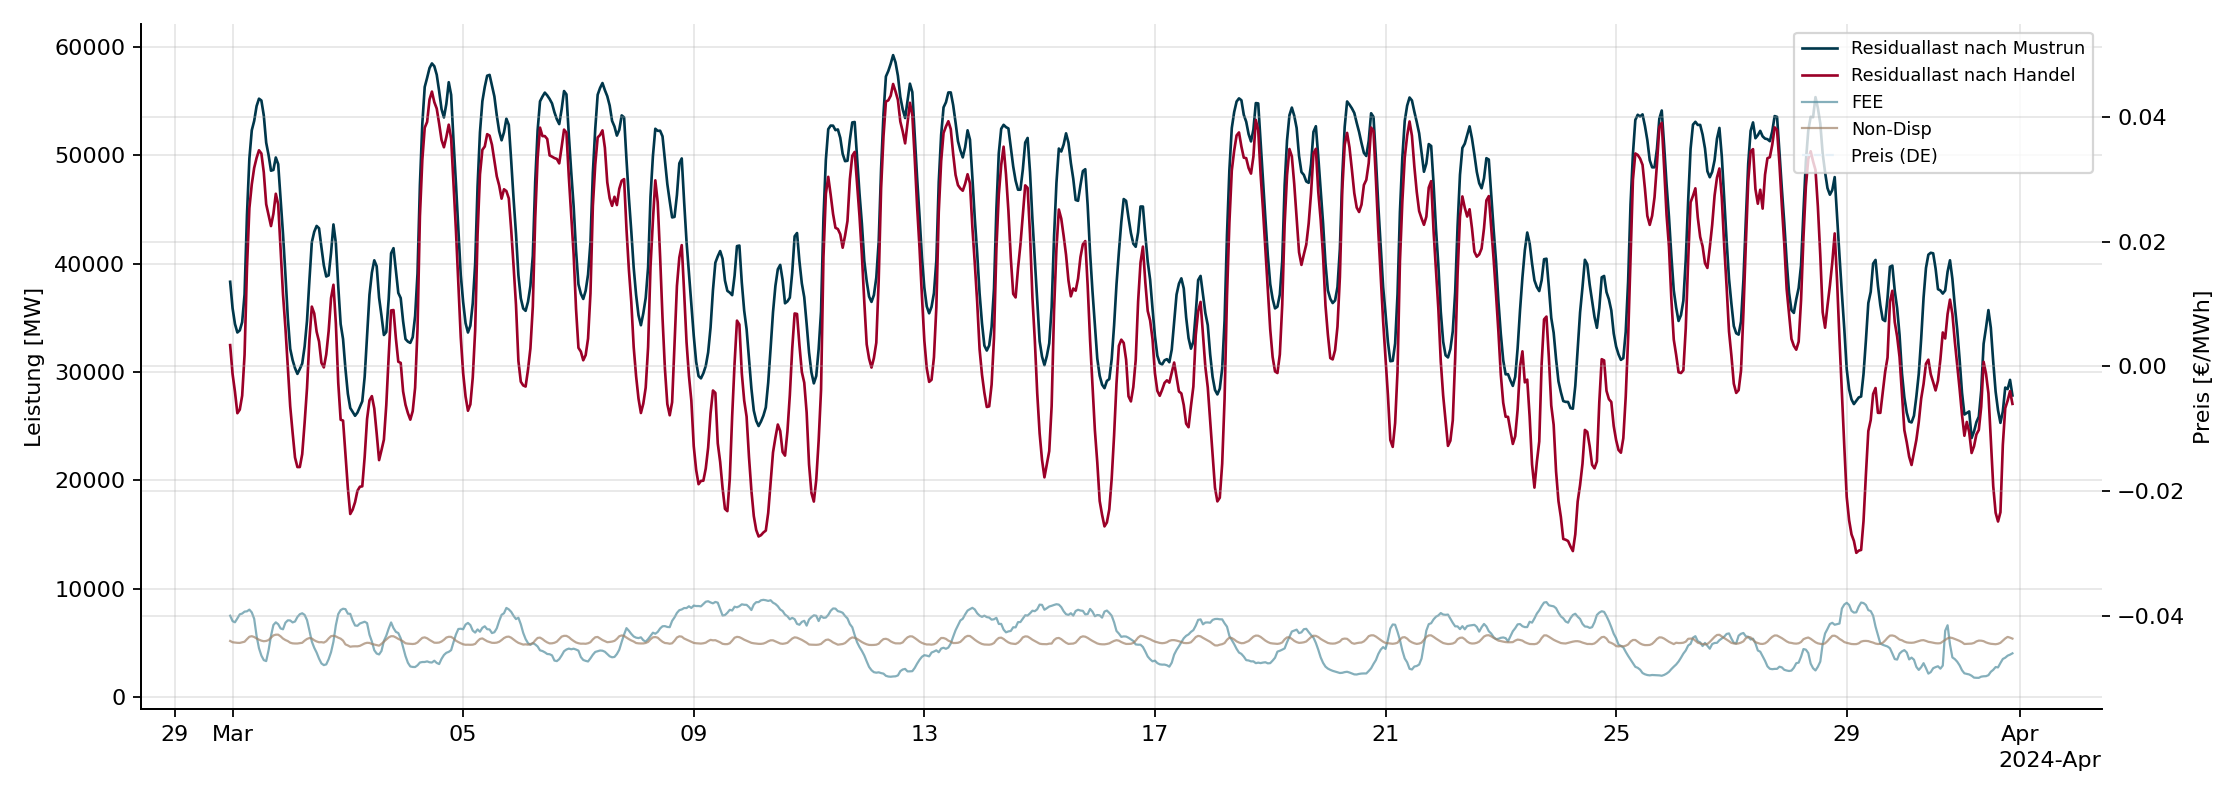 60000
50000
40000
30000
20000
10000
0
Leistung [MW]
Residuallast nach Mustrun
Residuallast nach Handel
FEE
Non-Disp
Preis (DE)
0.04
0.02
0.00
−0.02
−0.04
Preis [€/MWh]
29 Mar 05 09 13 17 21 25 29 Apr
2024-Apr